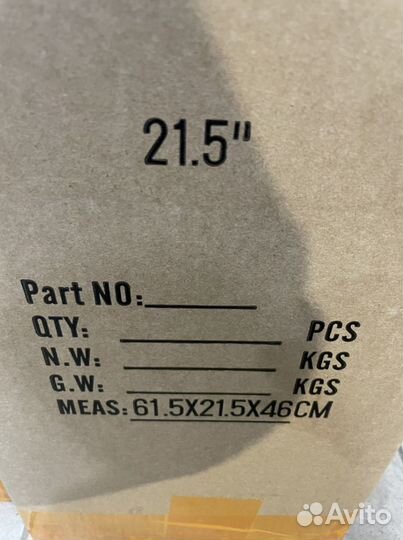 21.5"
Part NO:
QTY: PCS
N.W: KGS
G.W: KGS
MEAS: 61.5X21.5X46CM
Avito